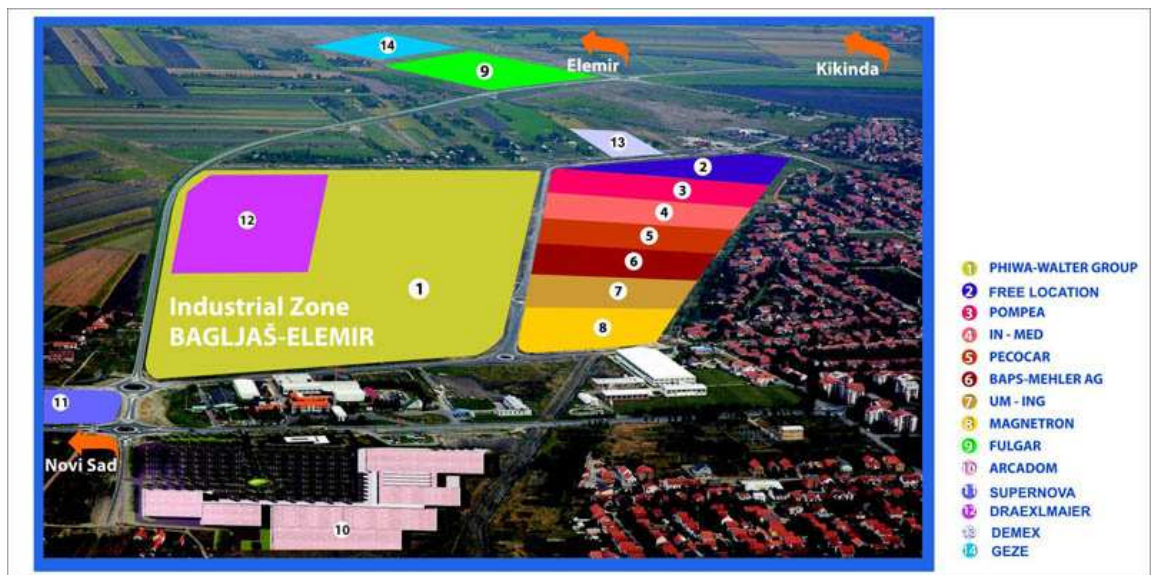 14
9
Elemir
Kikinda
13
2
3
12
4
5
6
1
7
Industrial Zone
BAGLJAŠ-ELEMIR
8
11
Novi Sad
10
1 PHIWA-WALTER GROUP
2 FREE LOCATION
3 POMPEA
4 IN - MED
5 PECOCAR
6 BAPS-MEHLER AG
7 UM - ING
8 MAGNETRON
9 FULGAR
10 ARCADOM
11 SUPERNOVA
12 DRAEXLMAIER
13 DEMEX
14 GEZE